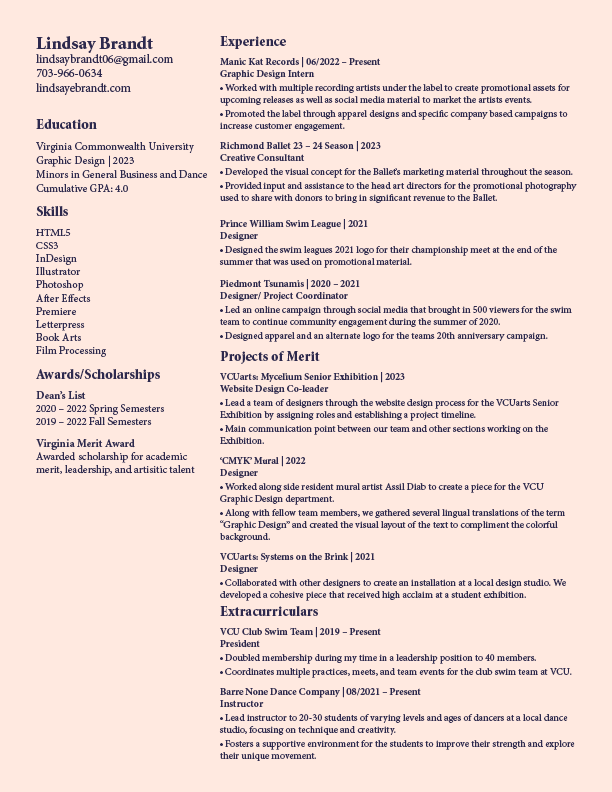 Lindsay Brandt
lindsaybrandt06@gmail.com
703-966-0634
lindsayebrandt.com
Education
Virginia Commonwealth University
Graphic Design | 2023
Minors in General Business and Dance
Cumulative GPA: 4.0
Skills
HTML5
CSS3
InDesign
Illustrator
Photoshop
After Effects
Premiere
Letterpress
Book Arts
Film Processing
Awards/Scholarships
Dean's List
2020 – 2022 Spring Semesters
2019 – 2022 Fall Semesters
Virginia Merit Award
Awarded scholarship for academic
merit, leadership, and artisitic talent
Experience
Manic Kat Records | 06/2022 – Present
Graphic Design Intern
• Worked with multiple recording artists under the label to create promotional assets for
upcoming releases as well as social media material to market the artists events.
• Promoted the label through apparel designs and specific company based campaigns to
increase customer engagement.
Richmond Ballet 23 – 24 Season | 2023
Creative Consultant
• Developed the visual concept for the Ballet's marketing material throughout the season.
• Provided input and assistance to the head art directors for the promotional photography
used to share with donors to bring in significant revenue to the Ballet.
Prince William Swim League | 2021
Designer
• Designed the swim leagues 2021 logo for their championship meet at the end of the
summer that was used on promotional material.
Piedmont Tsunamis | 2020 – 2021
Designer/ Project Coordinator
• Led an online campaign through social media that brought in 500 viewers for the swim
team to continue community engagement during the summer of 2020.
• Designed apparel and an alternate logo for the teams 20th anniversary campaign.
Projects of Merit
VCUarts: Mycelium Senior Exhibition | 2023
Website Design Co-leader
• Lead a team of designers through the website design process for the VCUarts Senior
Exhibition by assigning roles and establishing a project timeline.
• Main communication point between our team and other sections working on the
Exhibition.
'CMYK' Mural | 2022
Designer
• Worked along side resident mural artist Assil Diab to create a piece for the VCU
Graphic Design department.
• Along with fellow team members, we gathered several lingual translations of the term
"Graphic Design" and created the visual layout of the text to compliment the colorful
background.
VCUarts: Systems on the Brink | 2021
Designer
• Collaborated with other designers to create an installation at a local design studio. We
developed a cohesive piece that received high acclaim at a student exhibition.
Extracurriculars
VCU Club Swim Team | 2019 – Present
President
• Doubled membership during my time in a leadership position to 40 members.
• Coordinates multiple practices, meets, and team events for the club swim team at VCU.
Barre None Dance Company | 08/2021 – Present
Instructor
• Lead instructor to 20-30 students of varying levels and ages of dancers at a local dance
studio, focusing on technique and creativity.
• Fosters a supportive environment for the students to improve their strength and explore
their unique movement.